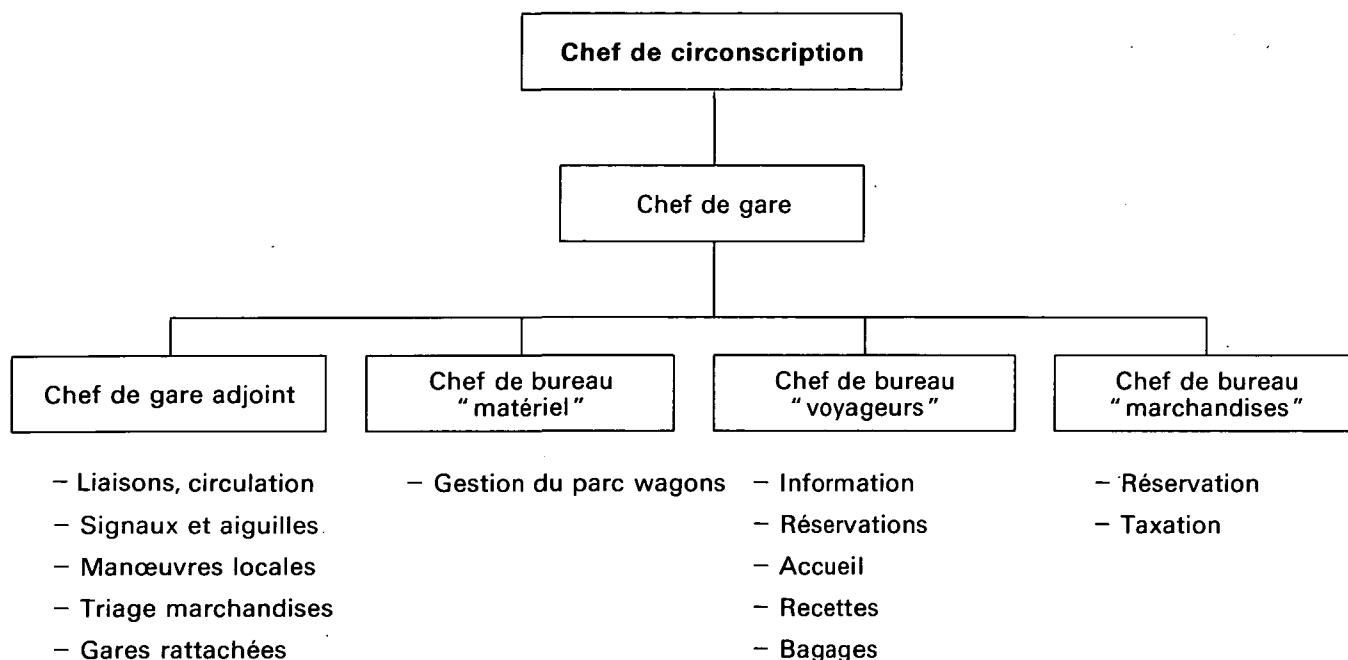 Chef de circonscription
Chef de gare
Chef de gare adjoint
Chef de bureau
"matériel"
Chef de bureau
"voyageurs"
Chef de bureau
"marchandises"
– Liaisons, circulation
– Signaux et aiguilles
– Manœuvres locales
– Triage marchandises
– Gares rattachées
– Gestion du parc wagons
– Information
– Réservations
– Accueil
– Recettes
– Bagages
– Réservation
– Taxation